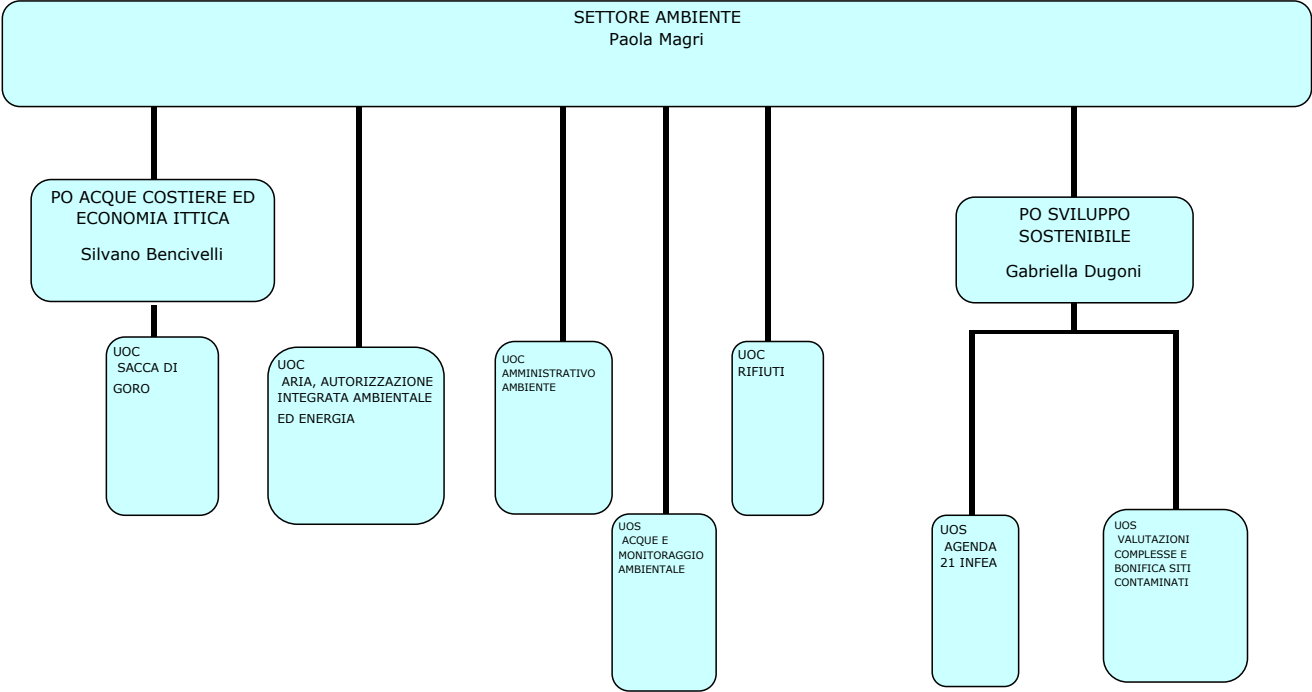 SETTORE AMBIENTE
Paola Magri
PO ACQUE COSTIERE ED
ECONOMIA ITTICA
Silvano Bencivelli
PO SVILUPPO
SOSTENIBILE
Gabriella Dugoni
UOC
SACCA DI
GORO
UOC
ARIA, AUTORIZZAZIONE
INTEGRATA AMBIENTALE
ED ENERGIA
UOC
AMMINISTRATIVO
AMBIENTE
UOC
RIFIUTI
UOS
ACQUE E
MONITORAGGIO
AMBIENTALE
UOS
AGENDA
21 INFEA
UOS
VALUTAZIONI
COMPLESSE E
BONIFICA SITI
CONTAMINATI